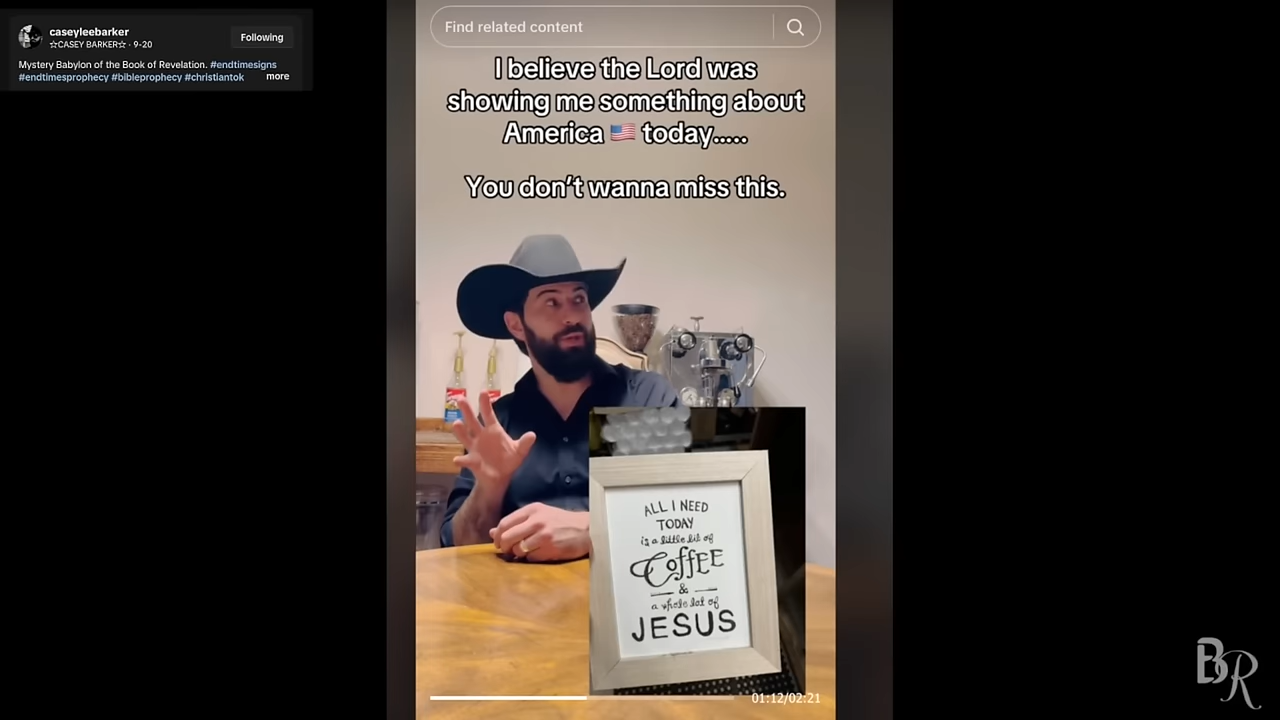 caseyleebarker
☆CASEY BARKER☆ · 9-20
Following
Mystery Babylon of the Book of Revelation. #endtimesigns
#endtimesprophecy #bibleprophecy #christiantok
more
Find related content
I believe the Lord was
showing me something about
America 🇺🇸 today.....
You don't wanna miss this.
ALL I NEED
TODAY
is a little bit of
COFFEE
&
a whole lot of
JESUS
01:12/02:21
BR